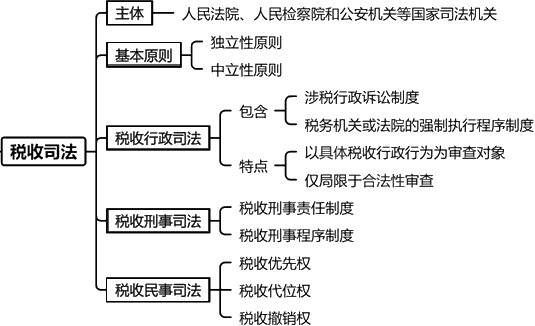 税收司法
主体
人民法院、人民检察院和公安机关等国家司法机关
基本原则
独立性原则
中立性原则
税收行政司法
包含
涉税行政诉讼制度
税务机关或法院的强制执行程序制度
特点
以具体税收行政行为为审查对象
仅局限于合法性审查
税收刑事司法
税收刑事责任制度
税收刑事程序制度
税收民事司法
税收优先权
税收代位权
税收撤销权